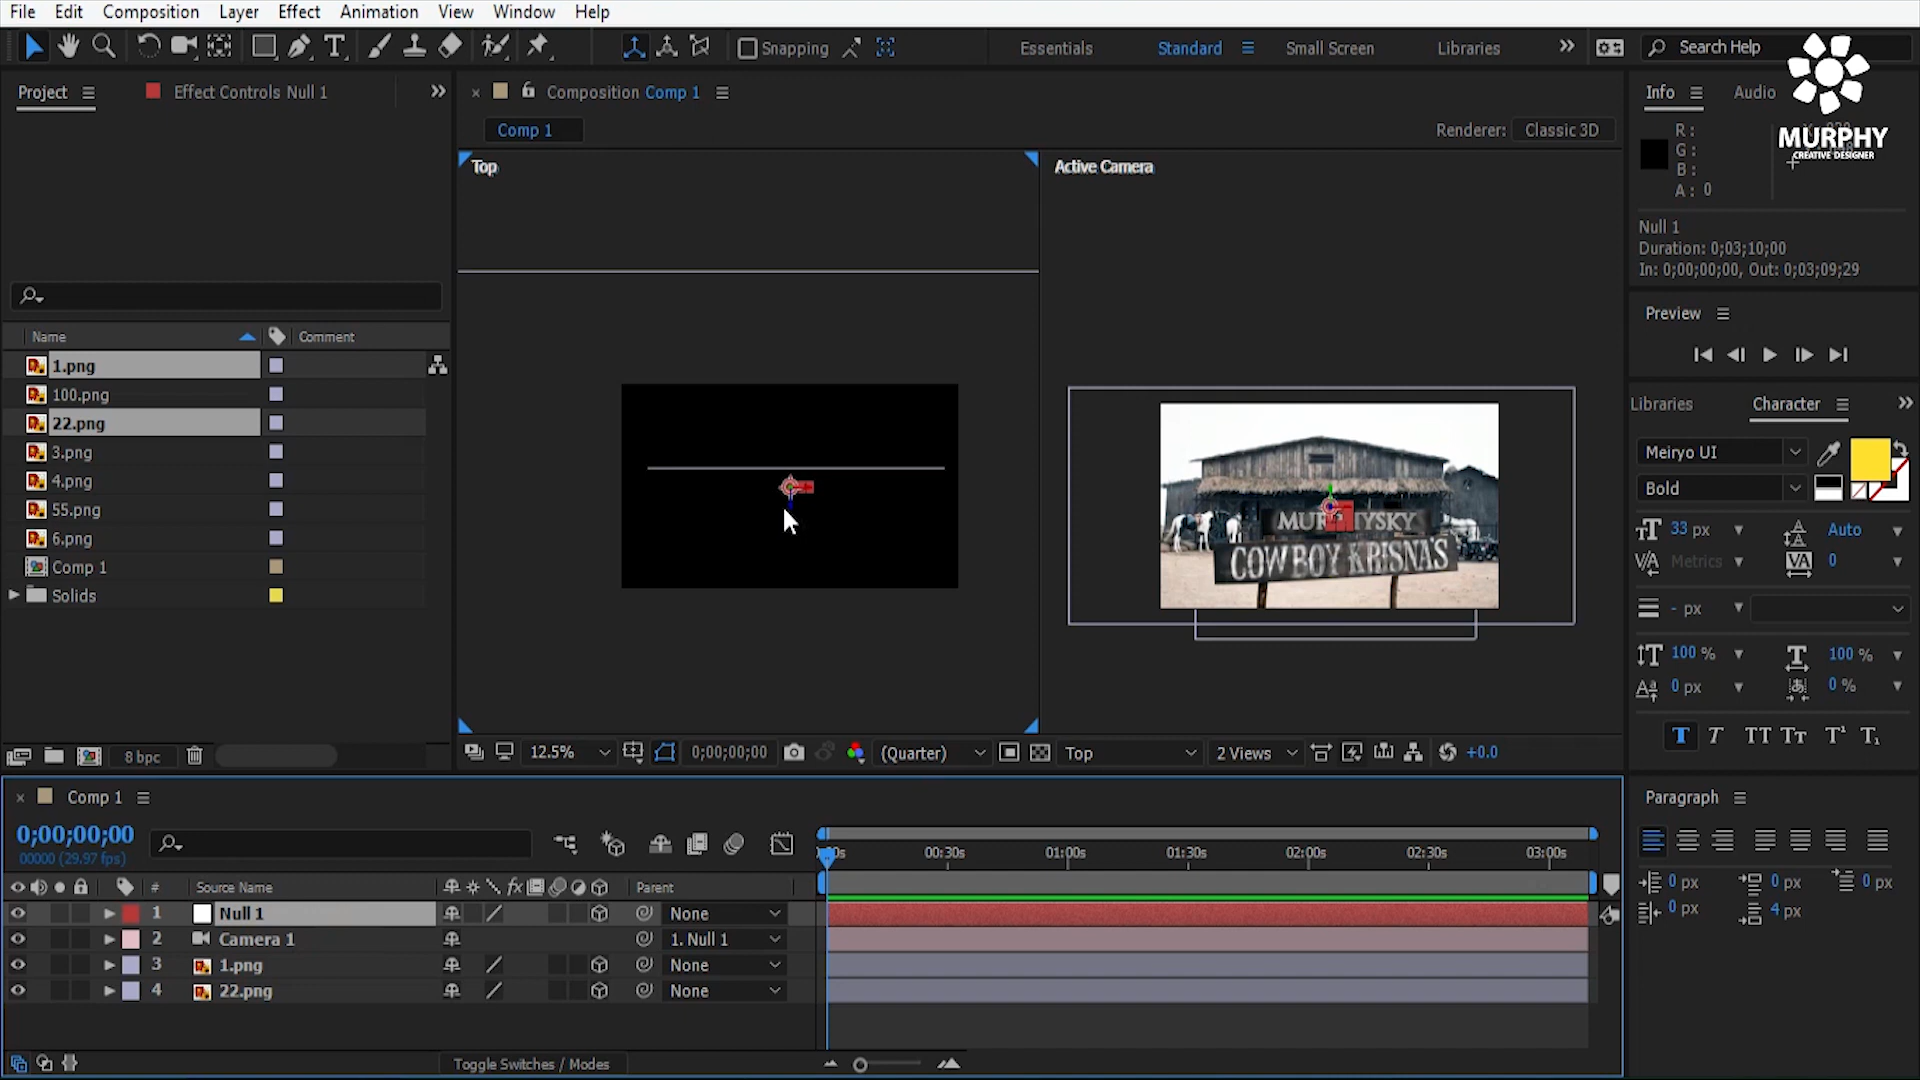 File Edit Composition Layer Effect Animation View Window Help
Snapping Essentials Standard Small Screen Libraries Search Help
MURPHY
CREATIVE DESIGNER
Project Effect Controls Null 1
Composition Comp 1
Comp 1
Renderer: Classic 3D
Top
Active Camera
Info Audio
R :
G :
B :
A : 0
Null 1
Duration: 0;03;10;00
In: 0;00;00;00, Out: 0;03;09;29
Preview
Name Comment
1.png
100.png
22.png
3.png
4.png
55.png
6.png
Comp 1
Solids
COWBOY KRISNAS
Libraries Character
Meiryo UI
Bold
33 px Auto
Metrics 0
- px
100 % 100 %
0 px 0 %
T T TT Tt T¹ T₁
8 bpc
12.5% 0;00;00;00 (Quarter) Top 2 Views +0.0
Comp 1
0;00;00;00
00000 (29.97 fps)
00:30s 01:00s 01:30s 02:00s 02:30s 03:00s
# Source Name fx Parent
1 Null 1 None
2 Camera 1 1. Null 1
3 1.png None
4 22.png None
Toggle Switches / Modes
Paragraph
0 px 0 px 0 px
0 px 4 px